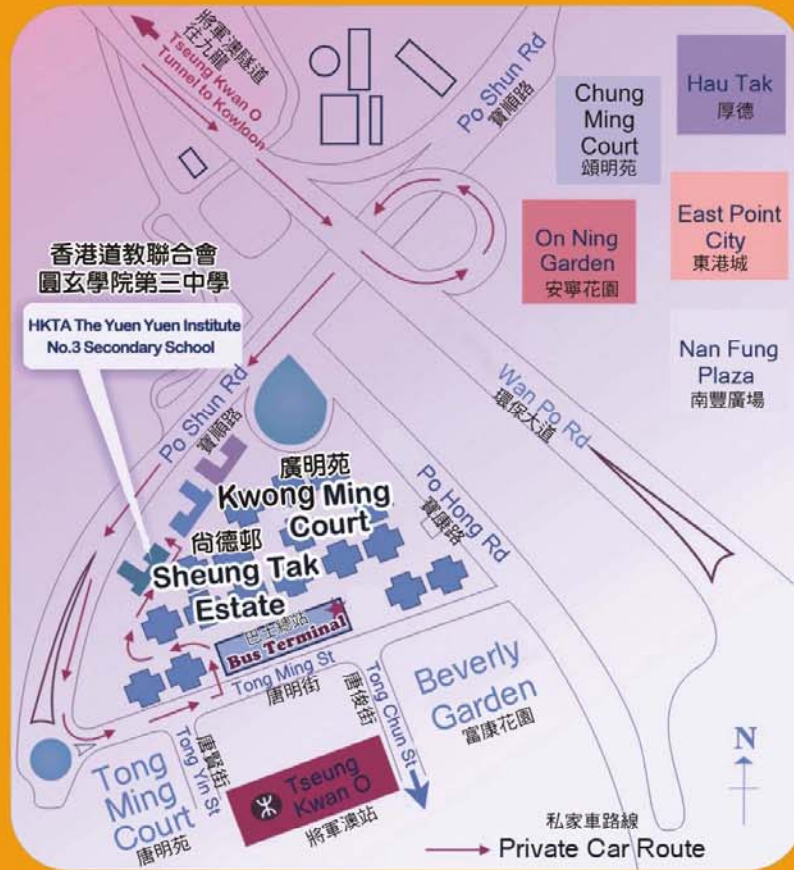 將軍澳隧道
往九龍
Tseung Kwan O
Tunnel to Kowloon
Po Shun Rd
寶順路
Chung
Ming
Court
頌明苑
Hau Tak
厚德
On Ning
Garden
安寧花園
East Point
City
東港城
Nan Fung
Plaza
南豐廣場
香港道教聯合會
圓玄學院第三中學
HKTA The Yuen Yuen Institute
No.3 Secondary School
Po Shun Rd
寶順路
Wan Po Rd
環保大道
廣明苑
Kwong Ming
Court
Po Hong Rd
寶康路
尚德邨
Sheung Tak
Estate
巴士總站
Bus Terminal
Tong Ming St
唐明街
Tong Chun St
唐俊街
Beverly
Garden
富康花園
Tong
Ming
Court
唐明苑
唐賢街
Tong Yin St
Tseung
Kwan O
將軍澳站
N
私家車路線
Private Car Route